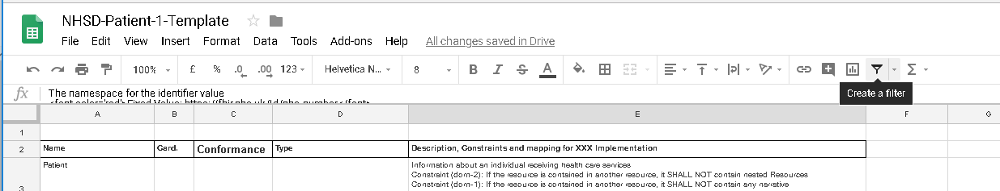 NHSD-Patient-1-Template
File Edit View Insert Format Data Tools Add-ons Help All changes saved in Drive
100% £ % .0 .00 123 Helvetica N... 8 B I S A Σ
fx The namespace for the identifier value
<font color='red'> Fixed Value: https://fhir.nhs.uk/Id/nhs-number</font>
Create a filter
A B C D E F G
1
2 Name Card. Conformance Type Description, Constraints and mapping for XXX Implementation
Patient Information about an individual receiving health care services
Constraint (dom-2): If the resource is contained in another resource, it SHALL NOT contain nested Resources
3 Constraint (dom-1): If the resource is contained in another resource, it SHALL NOT contain any narrative